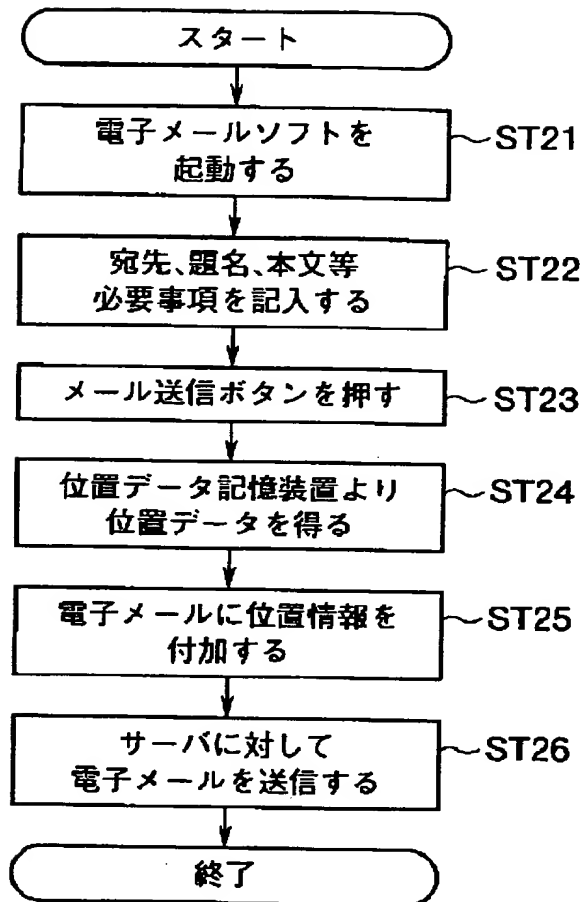 スタート
電子メールソフトを
起動する
ST21
宛先、題名、本文等
必要事項を記入する
ST22
メール送信ボタンを押す
ST23
位置データ記憶装置より
位置データを得る
ST24
電子メールに位置情報を
付加する
ST25
サーバに対して
電子メールを送信する
ST26
終了